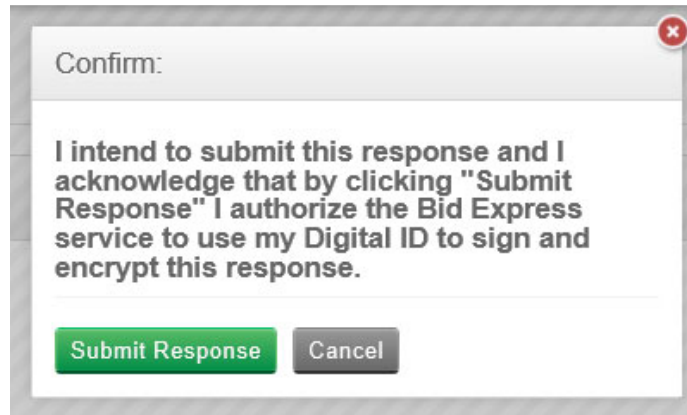 Confirm:
I intend to submit this response and I
acknowledge that by clicking "Submit
Response" I authorize the Bid Express
service to use my Digital ID to sign and
encrypt this response.
Submit Response
Cancel